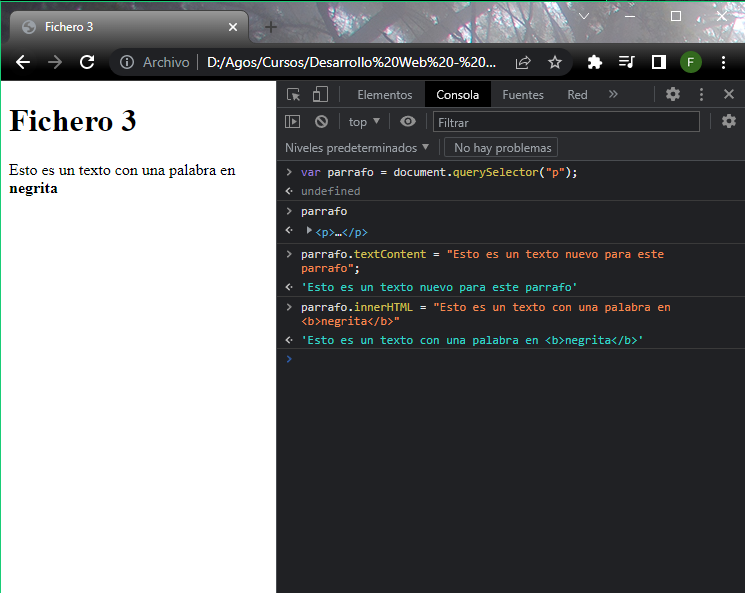 Fichero 3
Archivo D:/Agos/Cursos/Desarrollo%20Web%20-%20...
F
Elementos Consola Fuentes Red »
top ▼ Filtrar
Niveles predeterminados ▼ No hay problemas
Fichero 3
Esto es un texto con una palabra en
negrita
> var parrafo = document.querySelector("p");
<· undefined
> parrafo
<· ▶<p>…</p>
> parrafo.textContent = "Esto es un texto nuevo para este
parrafo";
<· 'Esto es un texto nuevo para este parrafo'
> parrafo.innerHTML = "Esto es un texto con una palabra en
<b>negrita</b>"
<· 'Esto es un texto con una palabra en <b>negrita</b>'
>